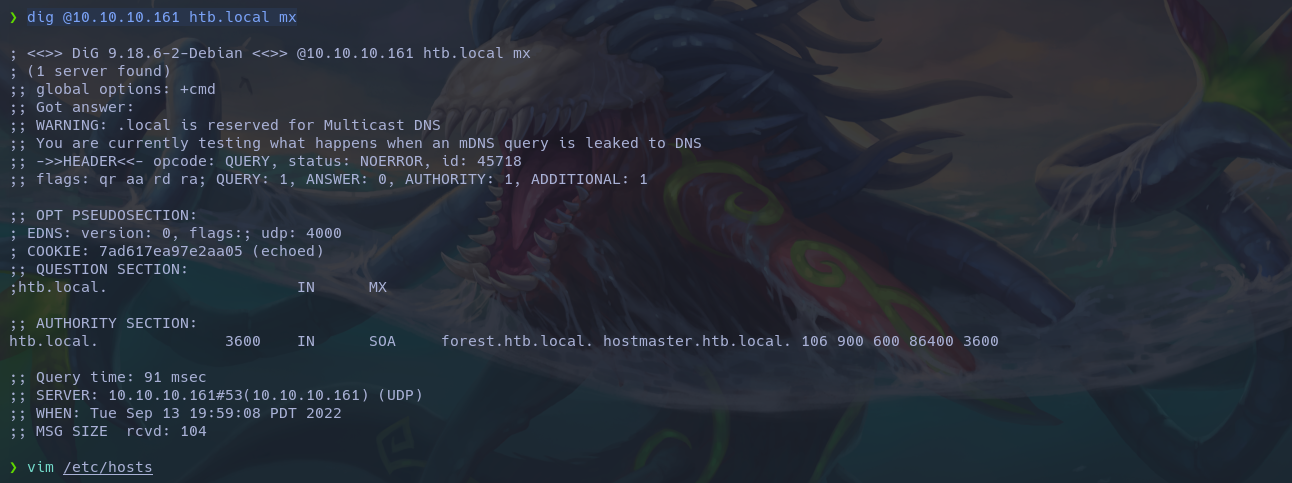 ❯ dig @10.10.10.161 htb.local mx
; <<>> DiG 9.18.6-2-Debian <<>> @10.10.10.161 htb.local mx
; (1 server found)
;; global options: +cmd
;; Got answer:
;; WARNING: .local is reserved for Multicast DNS
;; You are currently testing what happens when an mDNS query is leaked to DNS
;; ->>HEADER<<- opcode: QUERY, status: NOERROR, id: 45718
;; flags: qr aa rd ra; QUERY: 1, ANSWER: 0, AUTHORITY: 1, ADDITIONAL: 1
;; OPT PSEUDOSECTION:
; EDNS: version: 0, flags:; udp: 4000
; COOKIE: 7ad617ea97e2aa05 (echoed)
;; QUESTION SECTION:
;htb.local. IN MX
;; AUTHORITY SECTION:
htb.local. 3600 IN SOA forest.htb.local. hostmaster.htb.local. 106 900 600 86400 3600
;; Query time: 91 msec
;; SERVER: 10.10.10.161#53(10.10.10.161) (UDP)
;; WHEN: Tue Sep 13 19:59:08 PDT 2022
;; MSG SIZE rcvd: 104
❯ vim /etc/hosts